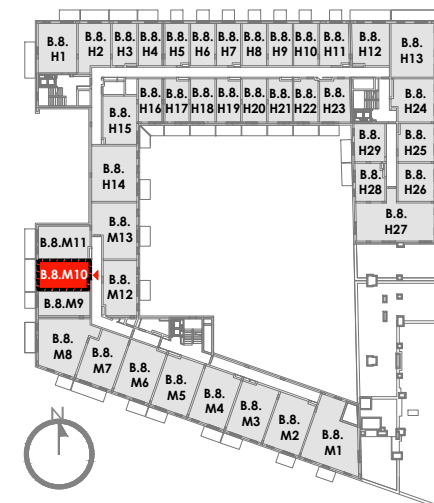 B.8.
H1
B.8.
H2
B.8.
H3
B.8.
H4
B.8.
H5
B.8.
H6
B.8.
H7
B.8.
H8
B.8.
H9
B.8.
H10
B.8.
H11
B.8.
H12
B.8.
H13
B.8.
H15
B.8.
H16
B.8.
H17
B.8.
H18
B.8.
H19
B.8.
H20
B.8.
H21
B.8.
H22
B.8.
H23
B.8.
H24
B.8.
H29
B.8.
H25
B.8.
H14
B.8.
H28
B.8.
H26
B.8.
H27
B.8.M11
B.8.
M13
B.8.M10
B.8.
M12
B.8.M9
B.8.
M8
B.8.
M7
B.8.
M6
B.8.
M5
B.8.
M4
B.8.
M3
B.8.
M2
B.8.
M1
N